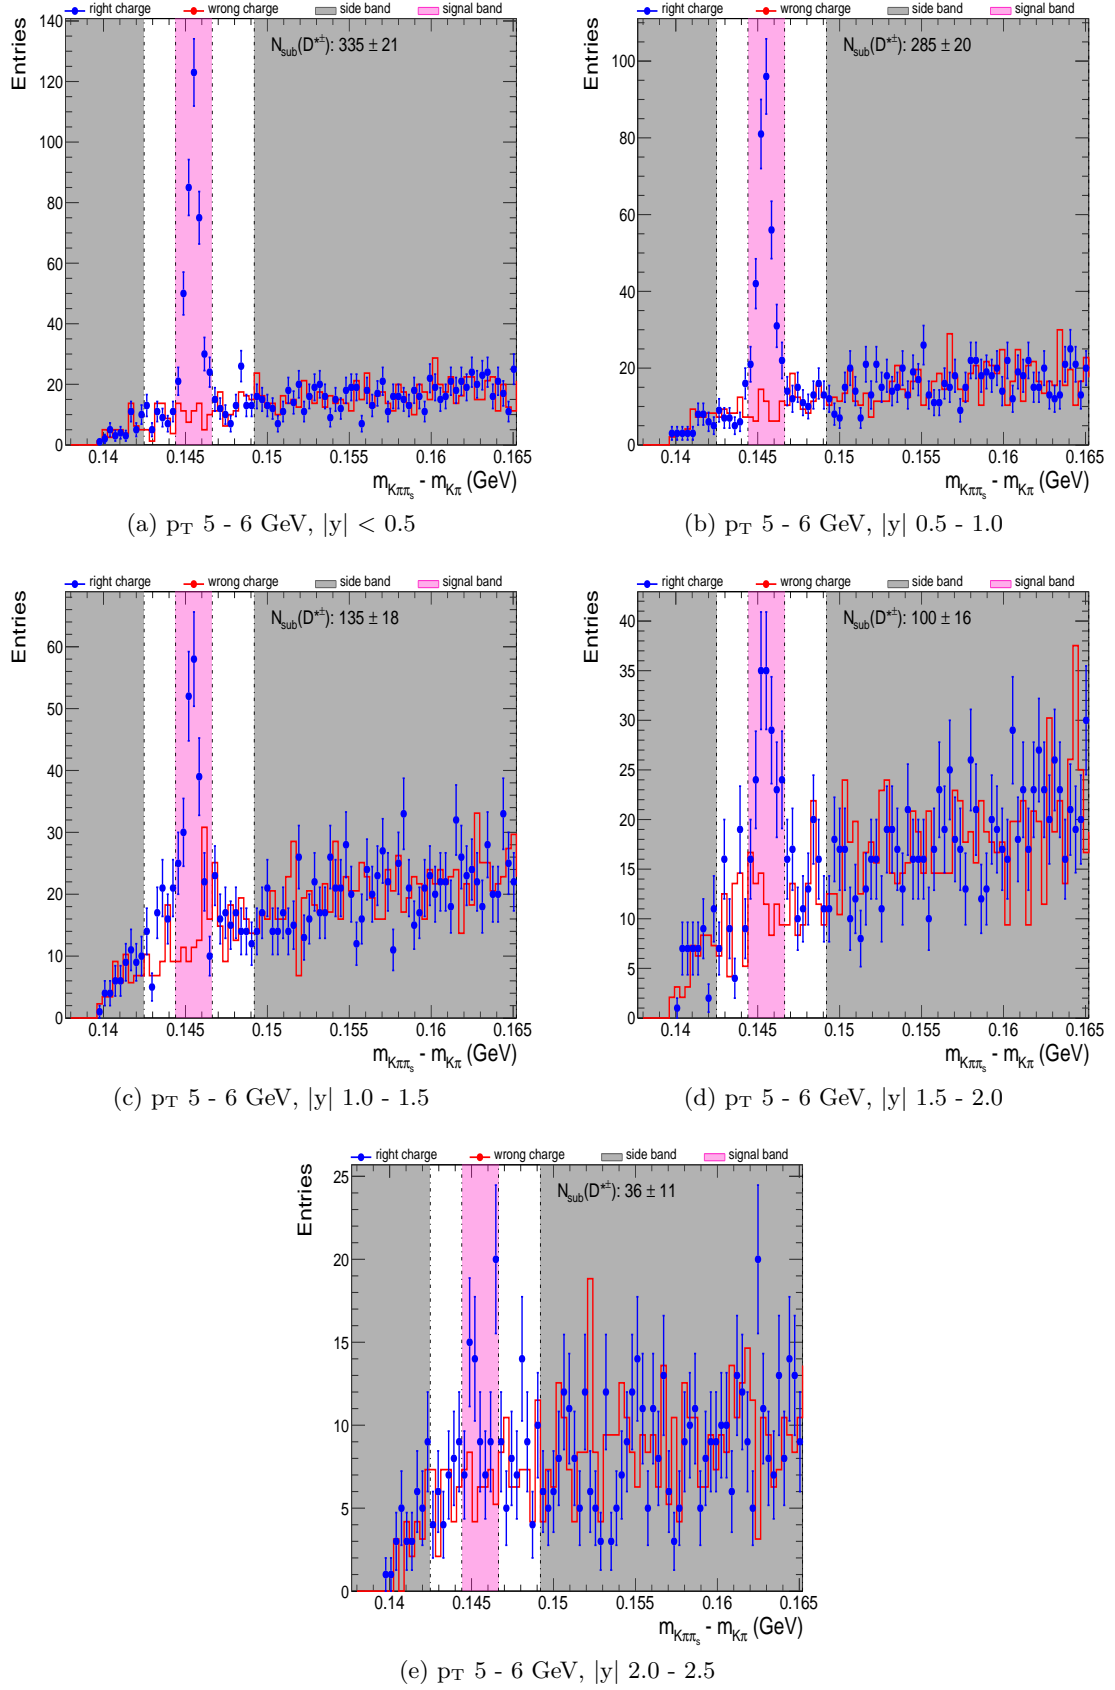 right charge wrong charge side band signal band
N_sub(D*±): 335 ± 21
Entries
140
120
100
80
60
40
20
0
0.14 0.145 0.15 0.155 0.16 0.165
m_Kππ_s - m_Kπ (GeV)
(a) p_T 5 - 6 GeV, |y| < 0.5
right charge wrong charge side band signal band
N_sub(D*±): 285 ± 20
Entries
100
80
60
40
20
0
0.14 0.145 0.15 0.155 0.16 0.165
m_Kππ_s - m_Kπ (GeV)
(b) p_T 5 - 6 GeV, |y| 0.5 - 1.0
right charge wrong charge side band signal band
N_sub(D*±): 135 ± 18
Entries
60
50
40
30
20
10
0
0.14 0.145 0.15 0.155 0.16 0.165
m_Kππ_s - m_Kπ (GeV)
(c) p_T 5 - 6 GeV, |y| 1.0 - 1.5
right charge wrong charge side band signal band
N_sub(D*±): 100 ± 16
Entries
40
35
30
25
20
15
10
5
0
0.14 0.145 0.15 0.155 0.16 0.165
m_Kππ_s - m_Kπ (GeV)
(d) p_T 5 - 6 GeV, |y| 1.5 - 2.0
right charge wrong charge side band signal band
N_sub(D*±): 36 ± 11
Entries
25
20
15
10
5
0
0.14 0.145 0.15 0.155 0.16 0.165
m_Kππ_s - m_Kπ (GeV)
(e) p_T 5 - 6 GeV, |y| 2.0 - 2.5